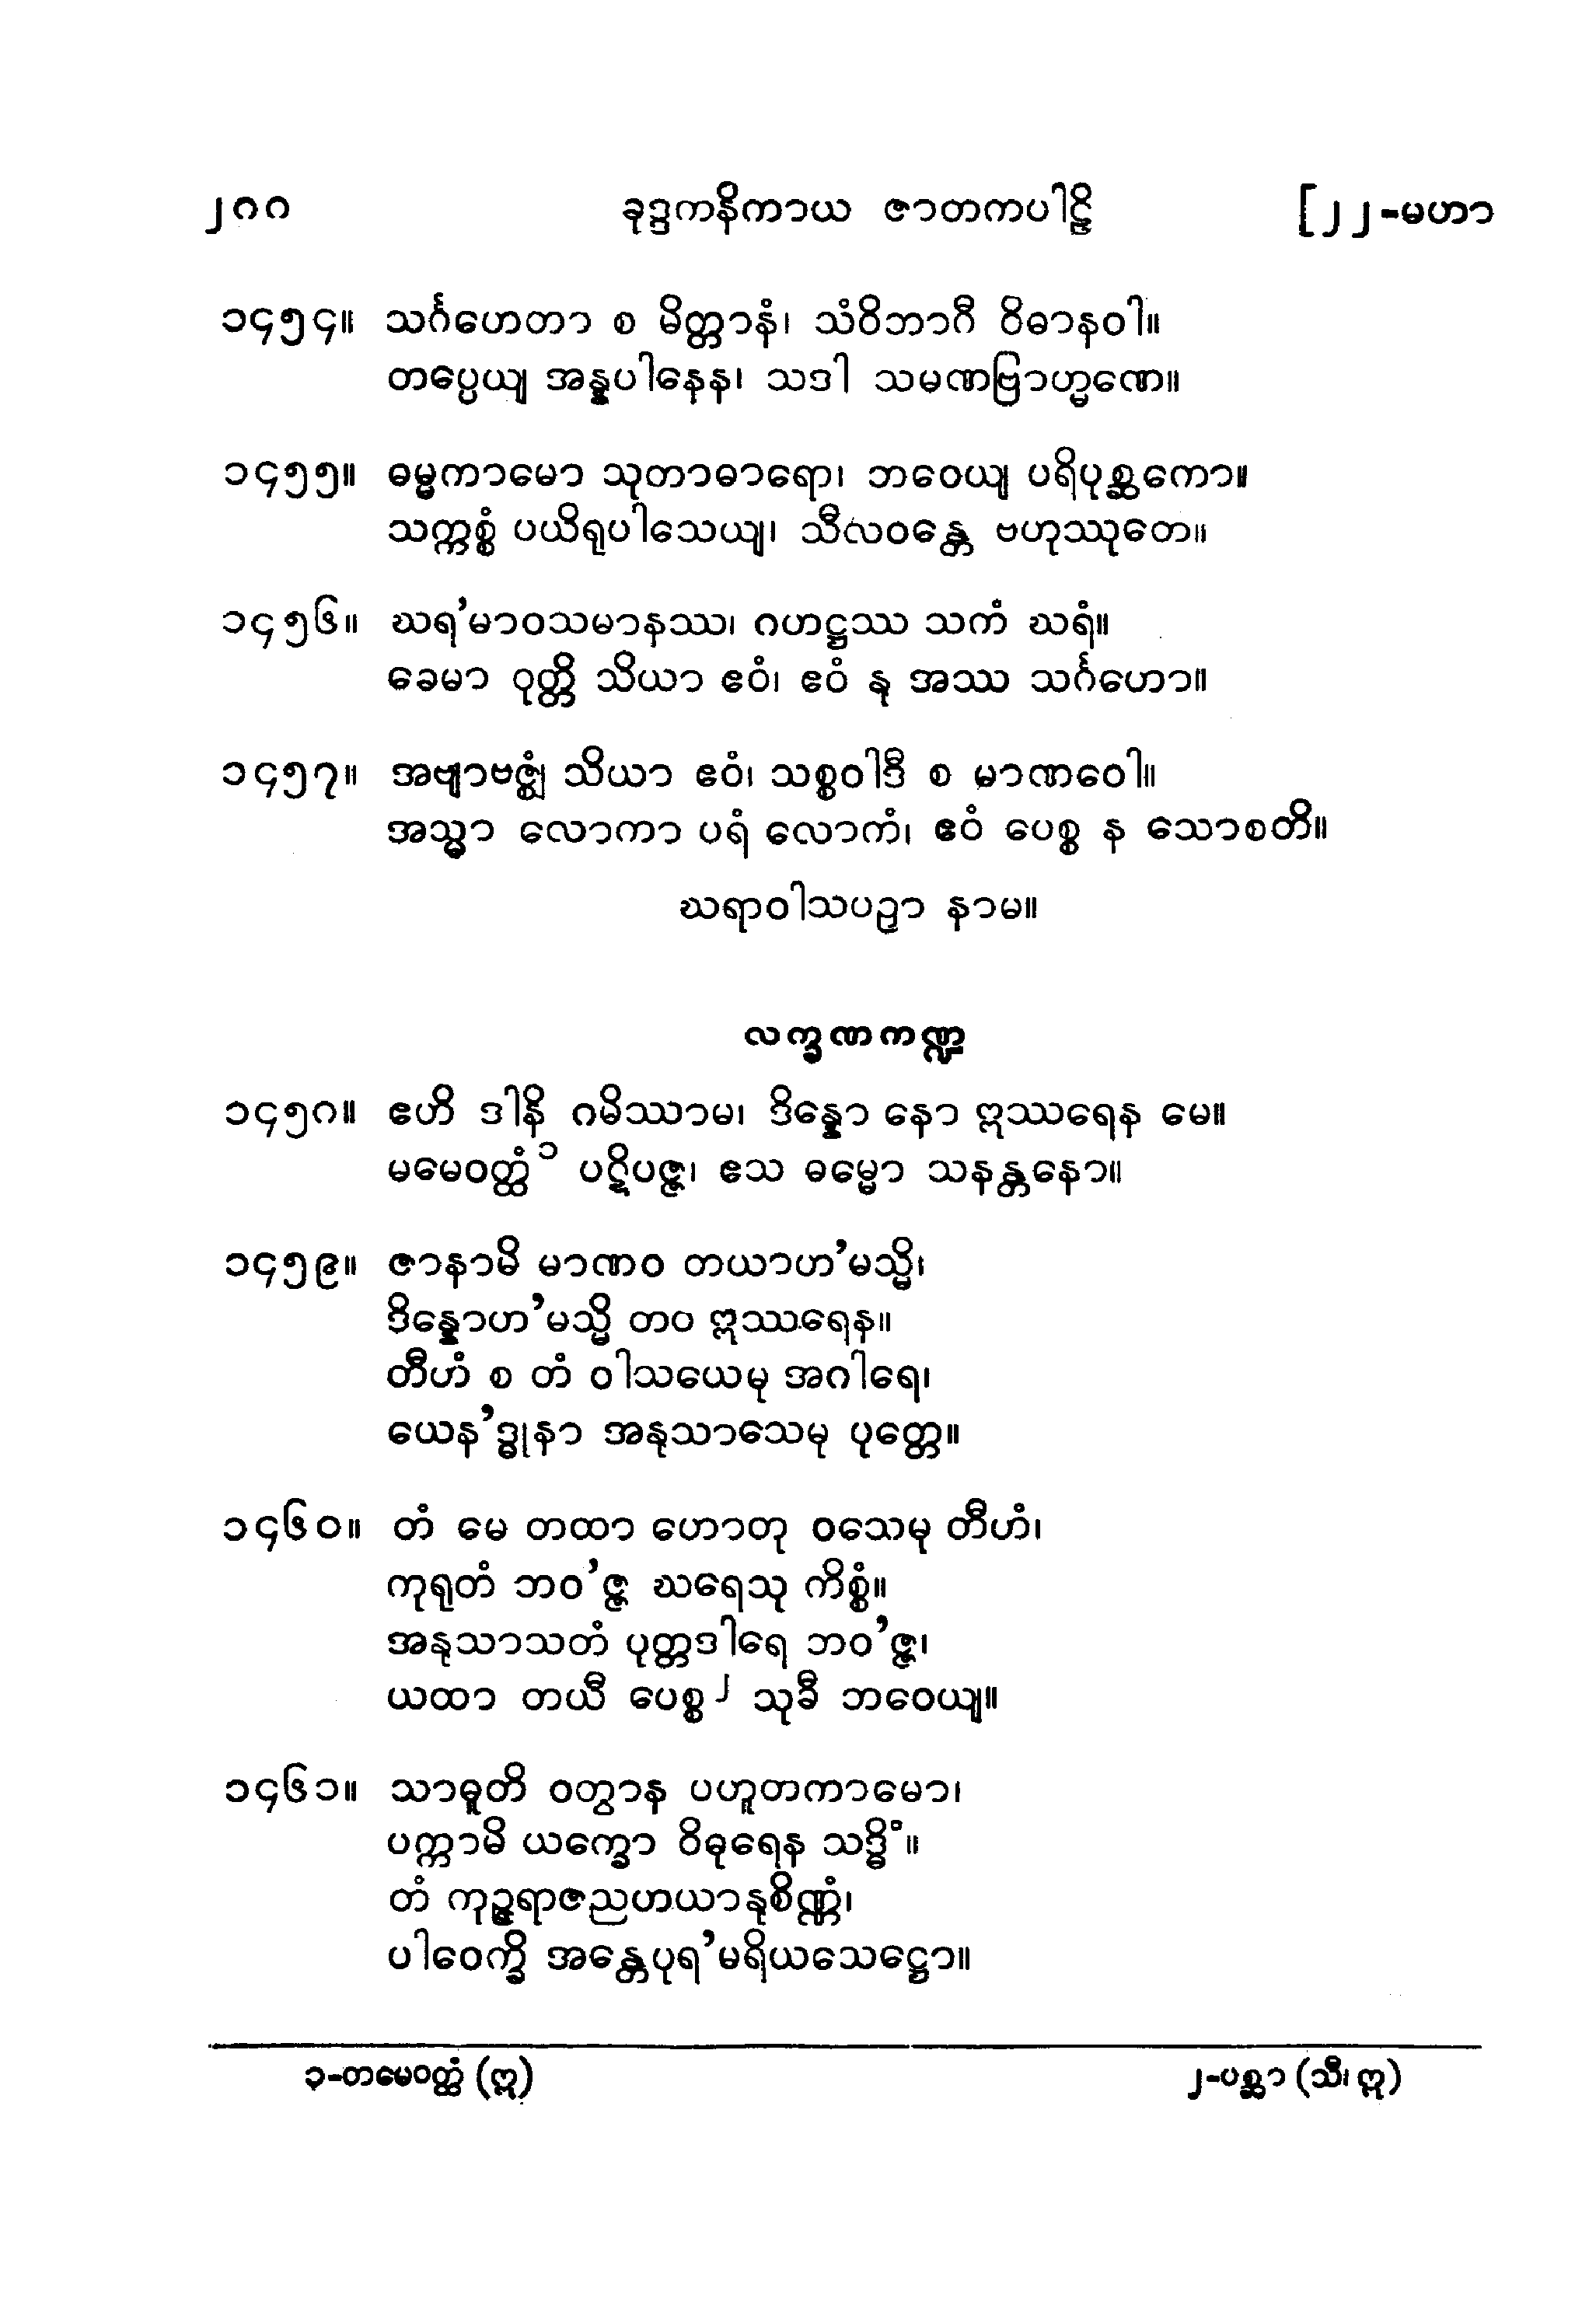 ၂၈၈ ခုဒ္ဒကနိကာယ ဇာတကပါဠိ [၂၂-မဟာ
၁၄၅၄။ သင်္ဂဟေတာ စ မိတ္တာနံ၊ သံဝိဘာဂီ ဝိဓာနဝါ။
တပ္ပေယျ အန္နပါနေန၊ သဒါ သမဏဗြာဟ္မဏေ။
၁၄၅၅။ ဓမ္မကာမော သုတာဓာရော၊ ဘဝေယျ ပရိပုစ္ဆကော။
သက္ကစ္စံ ပယိရုပါသေယျ၊ သီလဝန္တေ ဗဟုဿုတေ။
၁၄၅၆။ ဃရ’မာဝသမာနဿ၊ ဂဟဋ္ဌဿ သကံ ဃရံ။
ခေမာ ဝုတ္တိ သိယာ ဧဝံ၊ ဧဝံ နု အဿ သင်္ဂဟော။
၁၄၅၇။ အဗျာဗဇ္ဈံ သိယာ ဧဝံ၊ သစ္စဝါဒီ စ မာဏဝေါ။
အသ္မာ လောကာ ပရံ လောကံ၊ ဧဝံ ပေစ္စ န သောစတိ။
ဃရာဝါသပဉှာ နာမ။
လက္ခဏကဏ္ဍ
၁၄၅၈။ ဧဟိ ဒါနိ ဂမိဿာမ၊ ဒိန္နော နော ဣဿရေန မေ။
မမေဝတ္ထံ ၁ ပဋိပဇ္ဇ၊ ဧသ ဓမ္မော သနန္တနော။
၁၄၅၉။ ဇာနာမိ မာဏဝ တယာဟ’မသ္မိ၊
ဒိန္နောဟ’မသ္မိ တဝ ဣဿရေန။
တီဟံ စ တံ ဝါသယေမု အဂါရေ၊
ယေန’ဒ္ဓုနာ အနုသာသေမု ပုတ္တေ။
၁၄၆၀။ တံ မေ တထာ ဟောတု ဝသေမု တီဟံ၊
ကုရုတံ ဘဝ’ဇ္ဇ ဃရေသု ကိစ္စံ။
အနုသာသတံ ပုတ္တဒါရေ ဘဝ’ဇ္ဇ၊
ယထာ တယီ ပေစ္စ ၂ သုခီ ဘဝေယျ။
၁၄၆၁။ သာဓူတိ ဝတွာန ပဟူတကာမော၊
ပက္ကာမိ ယက္ခော ဝိဓုရေန သဒ္ဓိံ။
တံ ကုဉ္ဇရာဇညဟယာနုစိဏ္ဏံ၊
ပါဝေက္ခိ အန္တေပုရ’မရိယသေဋ္ဌော။
၁-တမေဝတ္ထံ (ဣ) ၂-ပစ္ဆာ (သီ၊ ဣ)